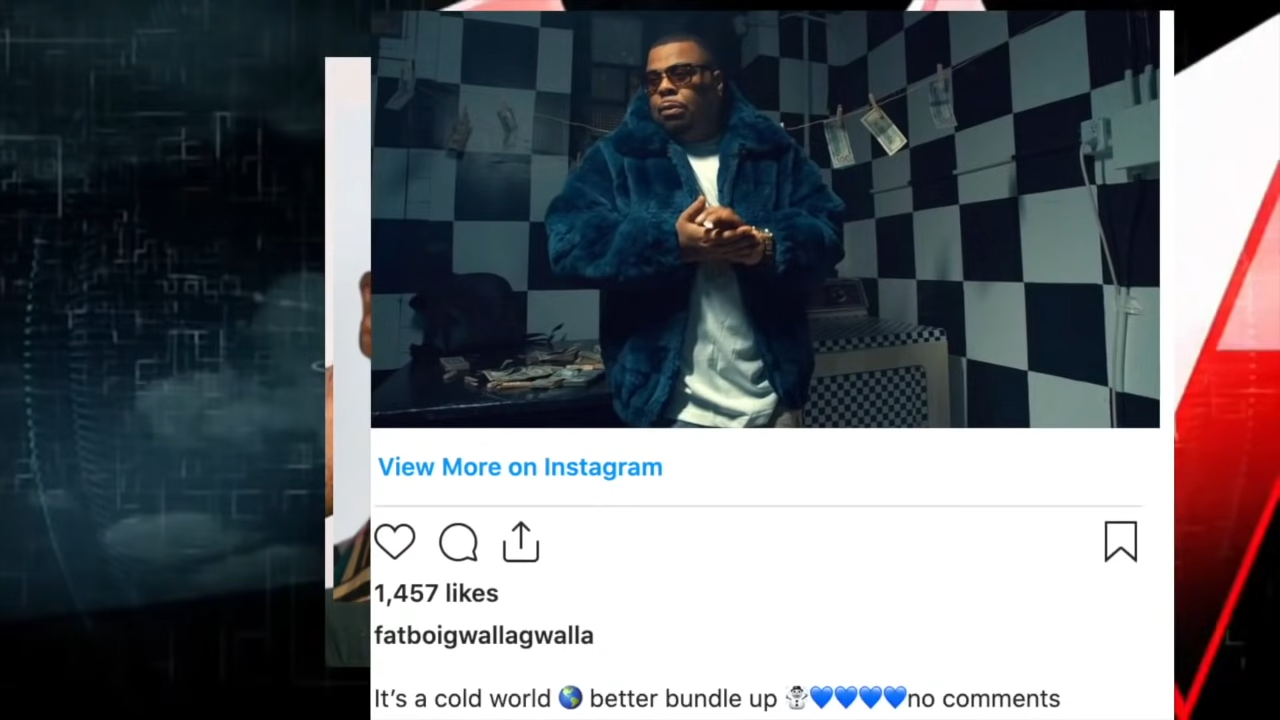 View More on Instagram
1,457 likes
fatboigwallagwalla
It’s a cold world 🌎 better bundle up ☃️💙💙💙💙no comments